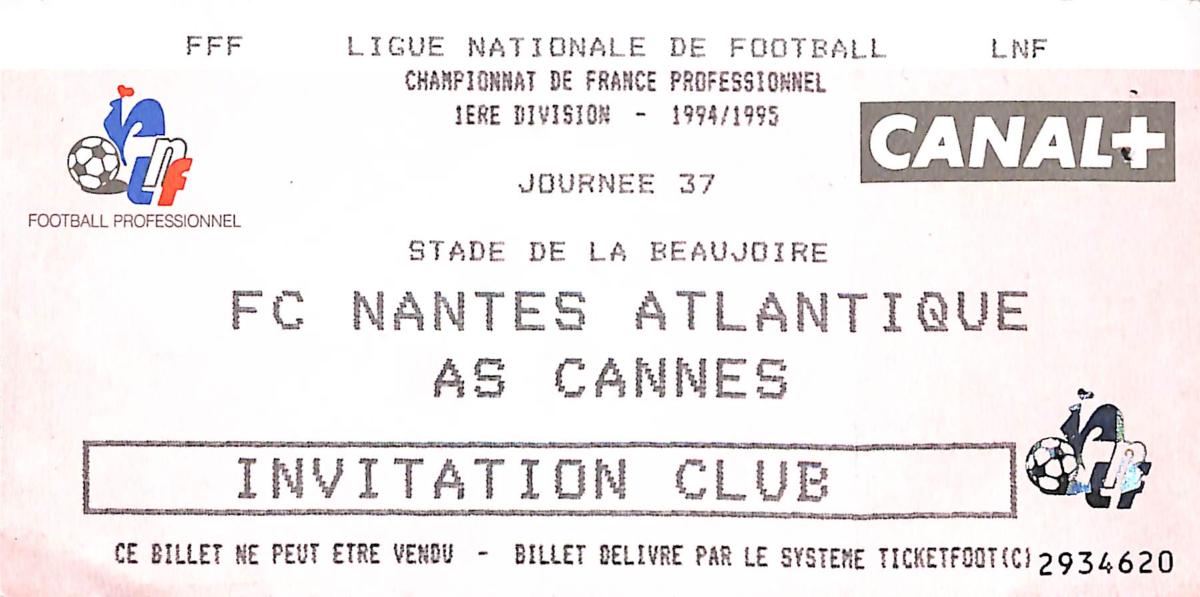 FFF LIGUE NATIONALE DE FOOTBALL LNF
CHAMPIONNAT DE FRANCE PROFESSIONNEL
1ERE DIVISION - 1994/1995
CANAL+
lnf
JOURNEE 37
FOOTBALL PROFESSIONNEL
STADE DE LA BEAUJOIRE
FC NANTES ATLANTIQUE
AS CANNES
INVITATION CLUB
lnf
CE BILLET NE PEUT ETRE VENDU - BILLET DELIVRE PAR LE SYSTEME TICKETFOOT(C) 2934620